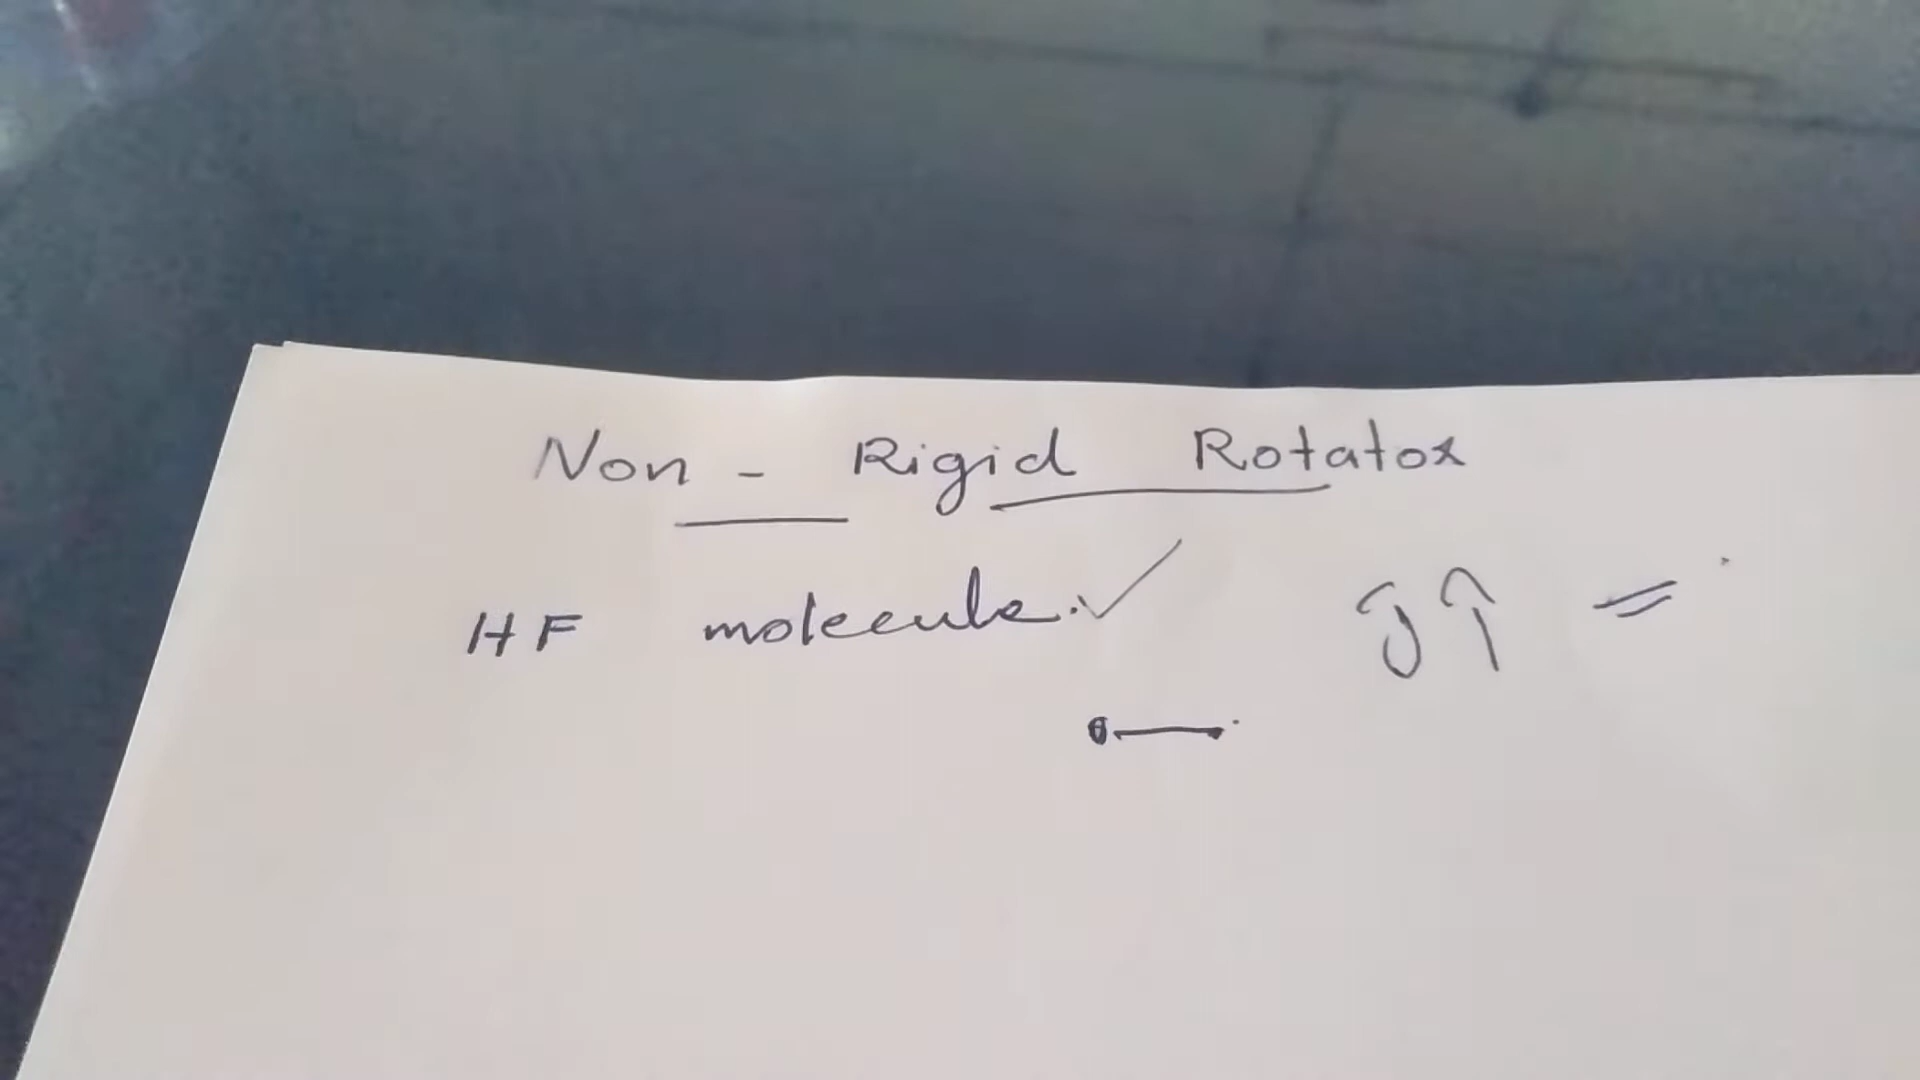 Non - Rigid Rotator
HF molecule. ✓ J↑ =